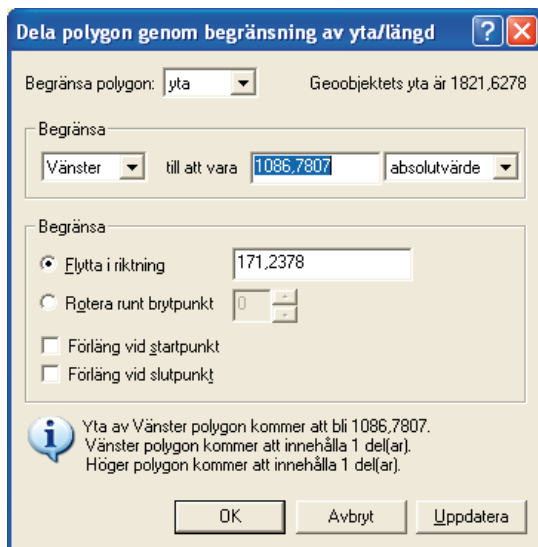 Dela polygon genom begränsning av yta/längd
Begränsa polygon: yta Geoobjektets yta är 1821,6278
Begränsa
Vänster till att vara 1086,7807 absolutvärde
Begränsa
Flytta i riktning 171,2378
Rotera runt brytpunkt 0
Förläng vid startpunkt
Förläng vid slutpunkt
Yta av Vänster polygon kommer att bli 1086,7807.
Vänster polygon kommer att innehålla 1 del(ar).
Höger polygon kommer att innehålla 1 del(ar).
OK Avbryt Uppdatera